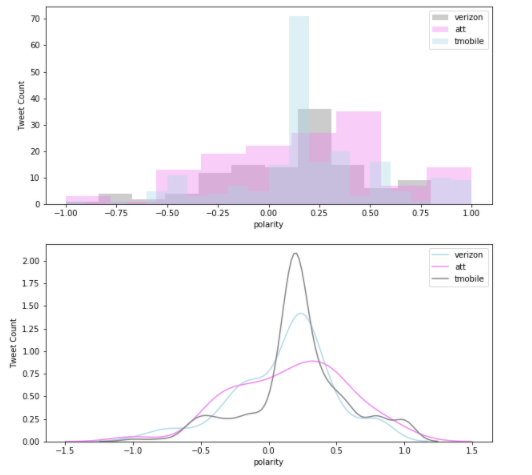 70
60
50
40
30
20
10
0
Tweet Count
verizon
att
tmobile
−1.00 −0.75 −0.50 −0.25 0.00 0.25 0.50 0.75 1.00
polarity
2.00
1.75
1.50
1.25
1.00
0.75
0.50
0.25
0.00
Tweet Count
verizon
att
tmobile
−1.5 −1.0 −0.5 0.0 0.5 1.0 1.5
polarity